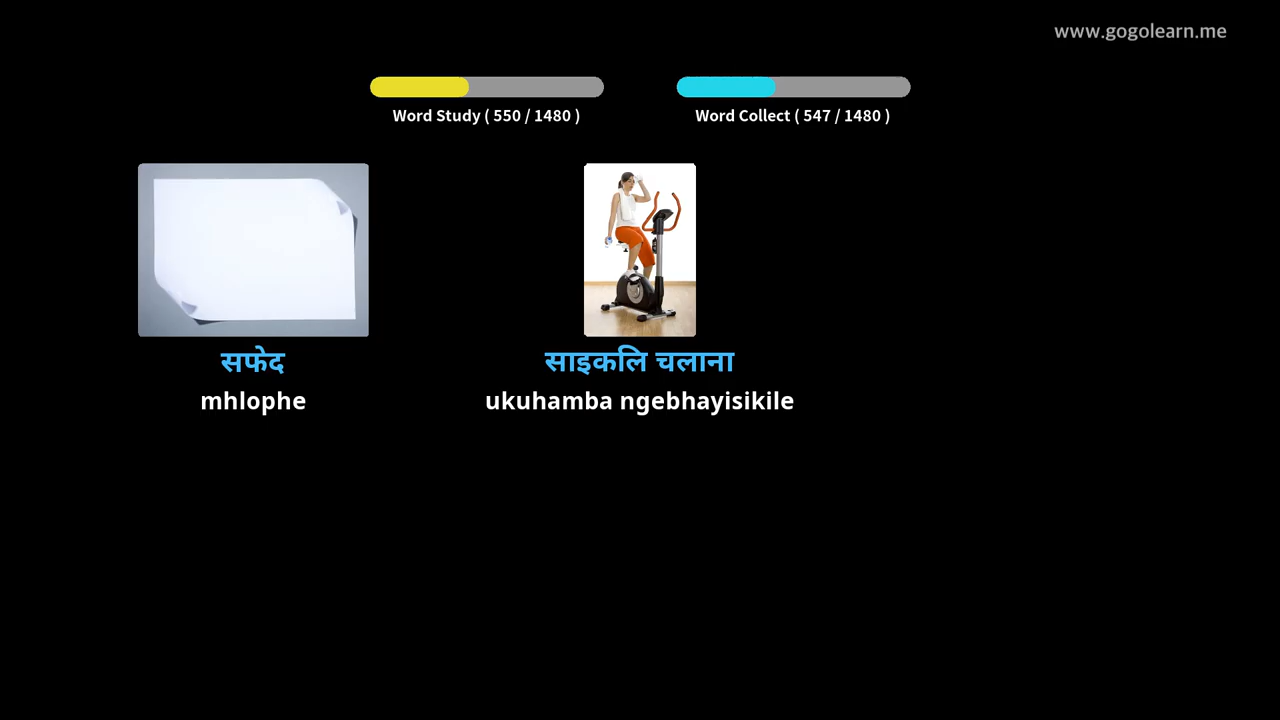 www.gogolearn.me
Word Study ( 550 / 1480 )
Word Collect ( 547 / 1480 )
सफेद
mhlophe
साइकलि चलाना
ukuhamba ngebhayisikile